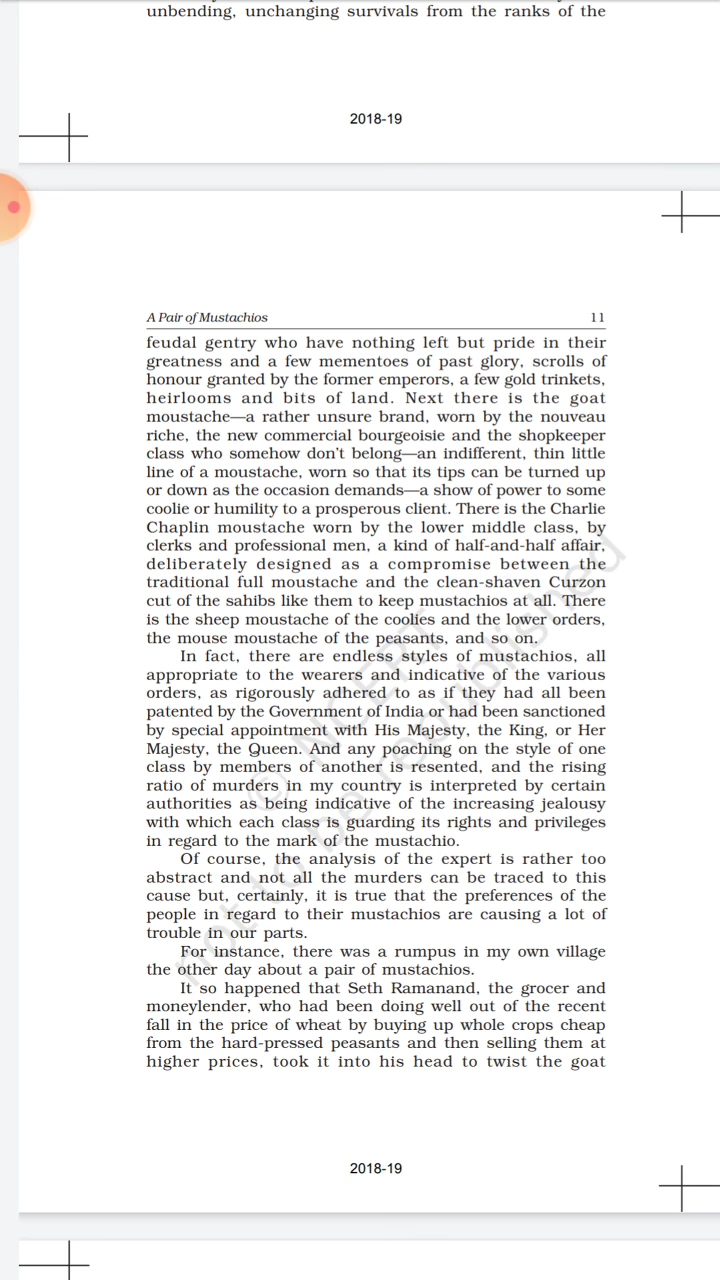 unbending, unchanging survivals from the ranks of the
2018-19
A Pair of Mustachios 11
feudal gentry who have nothing left but pride in their
greatness and a few mementoes of past glory, scrolls of
honour granted by the former emperors, a few gold trinkets,
heirlooms and bits of land. Next there is the goat
moustache—a rather unsure brand, worn by the nouveau
riche, the new commercial bourgeoisie and the shopkeeper
class who somehow don't belong—an indifferent, thin little
line of a moustache, worn so that its tips can be turned up
or down as the occasion demands—a show of power to some
coolie or humility to a prosperous client. There is the Charlie
Chaplin moustache worn by the lower middle class, by
clerks and professional men, a kind of half-and-half affair,
deliberately designed as a compromise between the
traditional full moustache and the clean-shaven Curzon
cut of the sahibs like them to keep mustachios at all. There
is the sheep moustache of the coolies and the lower orders,
the mouse moustache of the peasants, and so on.
In fact, there are endless styles of mustachios, all
appropriate to the wearers and indicative of the various
orders, as rigorously adhered to as if they had all been
patented by the Government of India or had been sanctioned
by special appointment with His Majesty, the King, or Her
Majesty, the Queen. And any poaching on the style of one
class by members of another is resented, and the rising
ratio of murders in my country is interpreted by certain
authorities as being indicative of the increasing jealousy
with which each class is guarding its rights and privileges
in regard to the mark of the mustachio.
Of course, the analysis of the expert is rather too
abstract and not all the murders can be traced to this
cause but, certainly, it is true that the preferences of the
people in regard to their mustachios are causing a lot of
trouble in our parts.
For instance, there was a rumpus in my own village
the other day about a pair of mustachios.
It so happened that Seth Ramanand, the grocer and
moneylender, who had been doing well out of the recent
fall in the price of wheat by buying up whole crops cheap
from the hard-pressed peasants and then selling them at
higher prices, took it into his head to twist the goat
© NCERT
not to be republished
2018-19